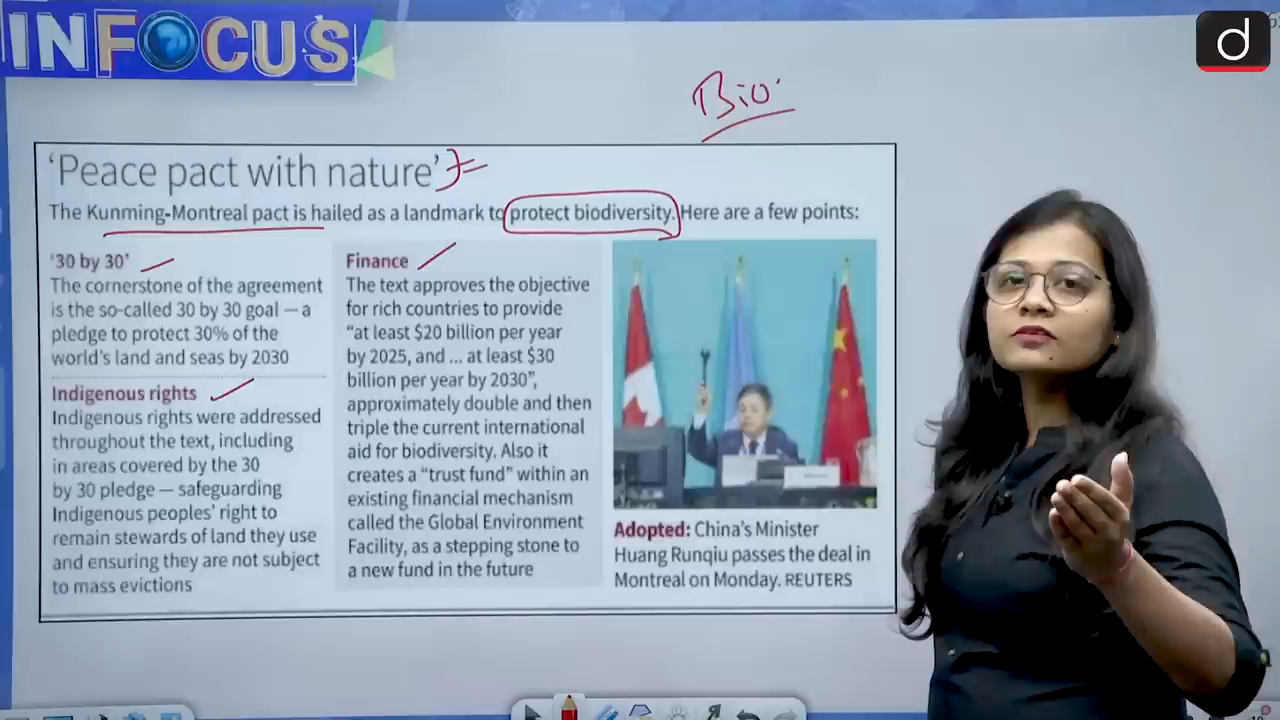 INFOCUS
d
Bio
'Peace pact with nature'
The Kunming-Montreal pact is hailed as a landmark to protect biodiversity. Here are a few points:
'30 by 30'
The cornerstone of the agreement
is the so-called 30 by 30 goal — a
pledge to protect 30% of the
world's land and seas by 2030
Indigenous rights
Indigenous rights were addressed
throughout the text, including
in areas covered by the 30
by 30 pledge — safeguarding
Indigenous peoples' right to
remain stewards of land they use
and ensuring they are not subject
to mass evictions
Finance
The text approves the objective
for rich countries to provide
"at least $20 billion per year
by 2025, and ... at least $30
billion per year by 2030",
approximately double and then
triple the current international
aid for biodiversity. Also it
creates a "trust fund" within an
existing financial mechanism
called the Global Environment
Facility, as a stepping stone to
a new fund in the future
Adopted: China's Minister
Huang Runqiu passes the deal in
Montreal on Monday. REUTERS